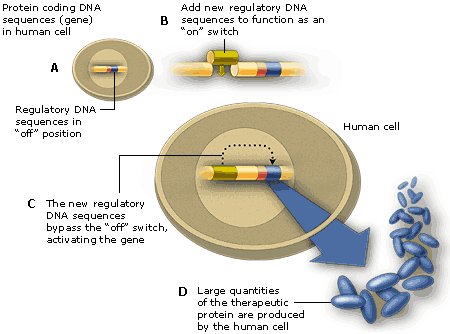 Protein coding DNA
sequences (gene)
in human cell
A
Regulatory DNA
sequences in
“off” position
B
Add new regulatory DNA
sequences to function as an
“on” switch
Human cell
C
The new regulatory
DNA sequences
bypass the “off” switch,
activating the gene
D
Large quantities
of the therapeutic
protein are produced
by the human cell